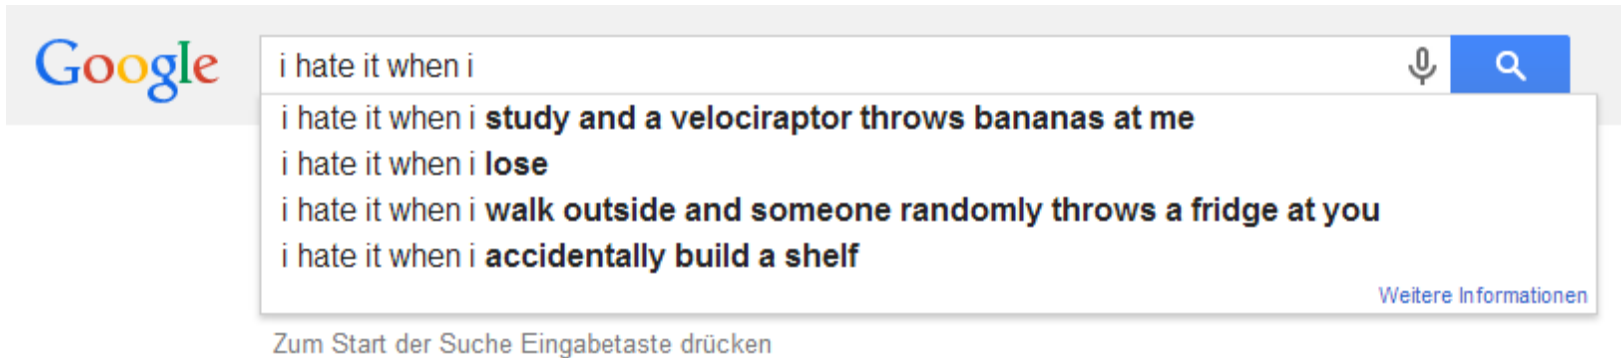 Google
i hate it when i
i hate it when i study and a velociraptor throws bananas at me
i hate it when i lose
i hate it when i walk outside and someone randomly throws a fridge at you
i hate it when i accidentally build a shelf
Weitere Informationen
Zum Start der Suche Eingabetaste drücken